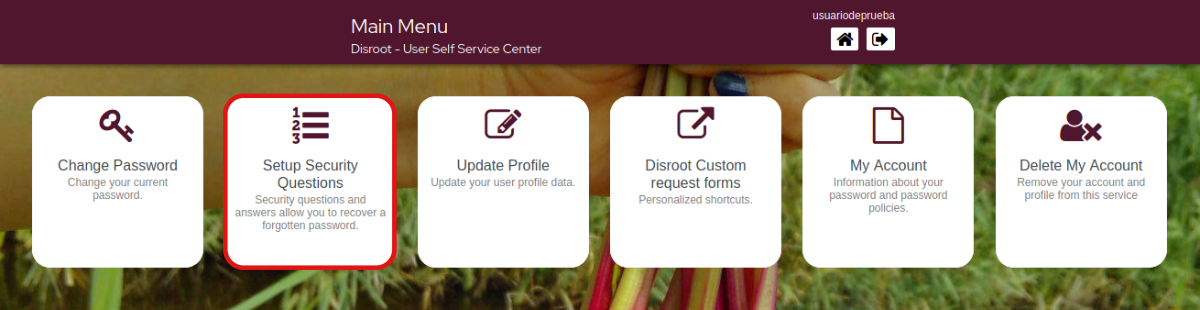 usuariodeprueba
Main Menu
Disroot - User Self Service Center
Change Password
Change your current
password.
1
2
3
Setup Security
Questions
Security questions and
answers allow you to recover a
forgotten password.
Update Profile
Update your user profile data.
Disroot Custom
request forms
Personalized shortcuts.
My Account
Information about your
password and password
policies.
Delete My Account
Remove your account and
profile from this service